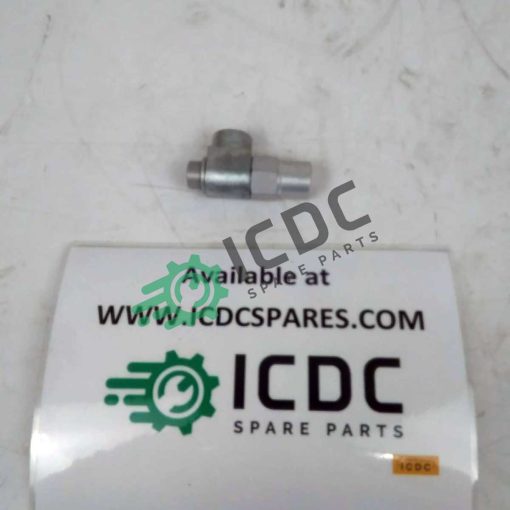 ICDC
SPARE PARTS
Available at
WWW.ICDCSPARES.COM
ICDC
SPARE PARTS
ICDC